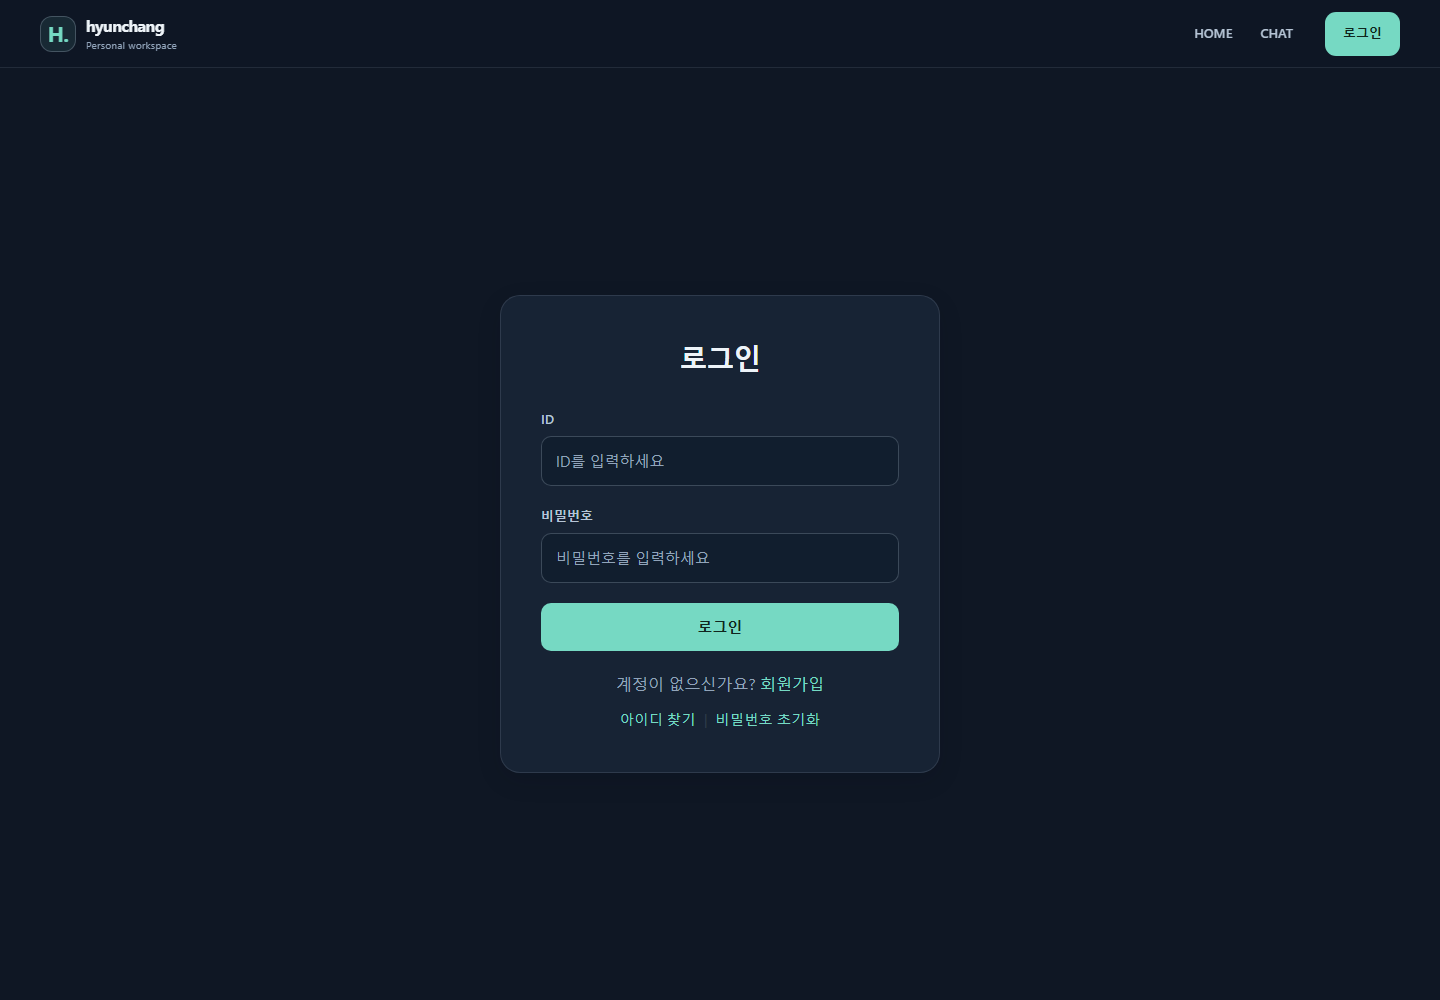 H.
hyunchang
Personal workspace
HOME
CHAT
로그인
로그인
ID
ID를 입력하세요
비밀번호
비밀번호를 입력하세요
로그인
계정이 없으신가요? 회원가입
아이디 찾기 | 비밀번호 초기화